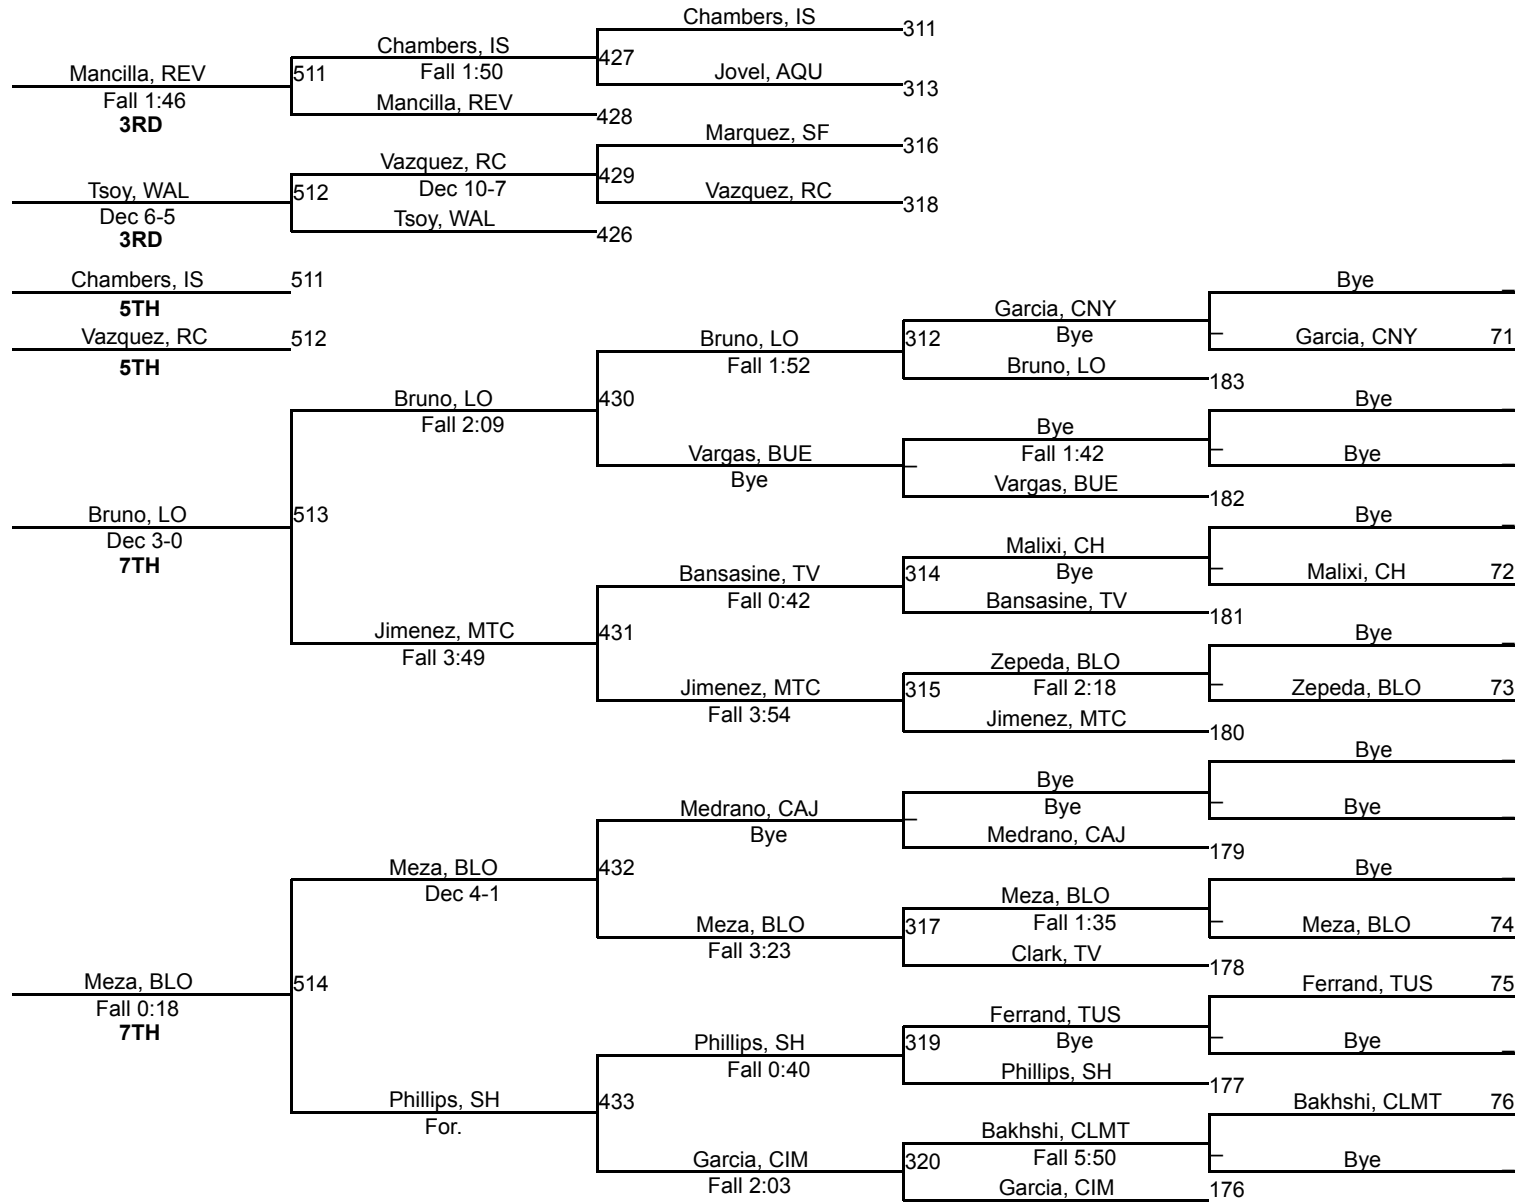 Chambers, IS
311
Chambers, IS
427
Mancilla, REV
511
Fall 1:50
Jovel, AQU
313
Fall 1:46
Mancilla, REV
428
3RD
Marquez, SF
316
Vazquez, RC
429
Tsoy, WAL
512
Dec 10-7
Vazquez, RC
318
Dec 6-5
Tsoy, WAL
426
3RD
Chambers, IS
511
Bye
5TH
Garcia, CNY
Vazquez, RC
512
Bruno, LO
312
Bye
Garcia, CNY
71
5TH
Fall 1:52
Bruno, LO
183
Bruno, LO
430
Bye
Fall 2:09
Bye
Vargas, BUE
Fall 1:42
Bye
Bye
Vargas, BUE
182
Bruno, LO
513
Bye
Dec 3-0
Malixi, CH
7TH
Bansasine, TV
314
Bye
Malixi, CH
72
Fall 0:42
Bansasine, TV
181
Jimenez, MTC
431
Bye
Fall 3:49
Zepeda, BLO
Jimenez, MTC
315
Fall 2:18
Zepeda, BLO
73
Fall 3:54
Jimenez, MTC
180
Bye
Bye
Medrano, CAJ
Bye
Bye
Bye
Medrano, CAJ
179
Meza, BLO
432
Bye
Dec 4-1
Meza, BLO
Meza, BLO
317
Fall 1:35
Meza, BLO
74
Fall 3:23
Clark, TV
178
Meza, BLO
514
Ferrand, TUS
75
Fall 0:18
Ferrand, TUS
7TH
Phillips, SH
319
Bye
Bye
Fall 0:40
Phillips, SH
177
Phillips, SH
433
Bakhshi, CLMT
76
For.
Bakhshi, CLMT
Garcia, CIM
320
Fall 5:50
Bye
Fall 2:03
Garcia, CIM
176